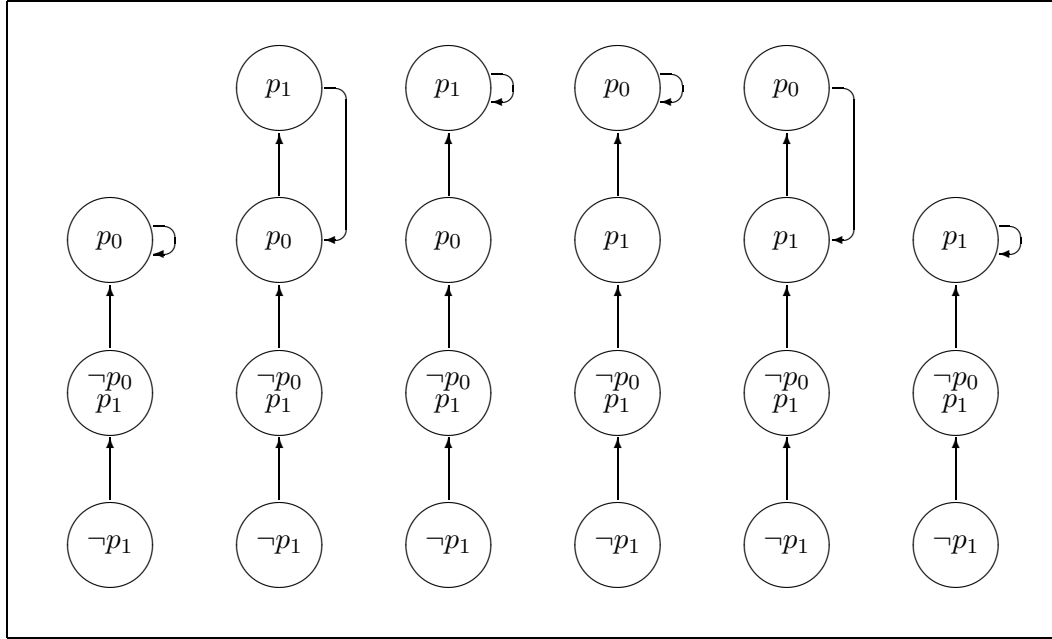 p₁ p₁ p₀ p₀
p₀ p₀ p₀ p₁ p₁ p₁
¬p₀ ¬p₀ ¬p₀ ¬p₀ ¬p₀ ¬p₀
p₁ p₁ p₁ p₁ p₁ p₁
¬p₁ ¬p₁ ¬p₁ ¬p₁ ¬p₁ ¬p₁